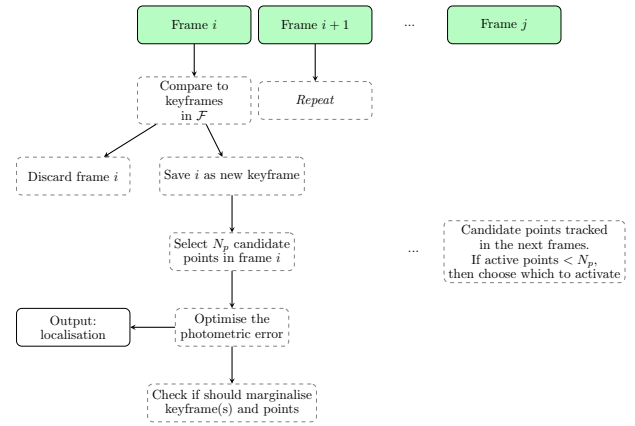 Frame i
Frame i + 1
...
Frame j
Compare to
keyframes
in ℱ
Repeat
Discard frame i
Save i as new keyframe
Select Nₚ candidate
points in frame i
...
Candidate points tracked
in the next frames.
If active points < Nₚ,
then choose which to activate
Output:
localisation
Optimise the
photometric error
Check if should marginalise
keyframe(s) and points